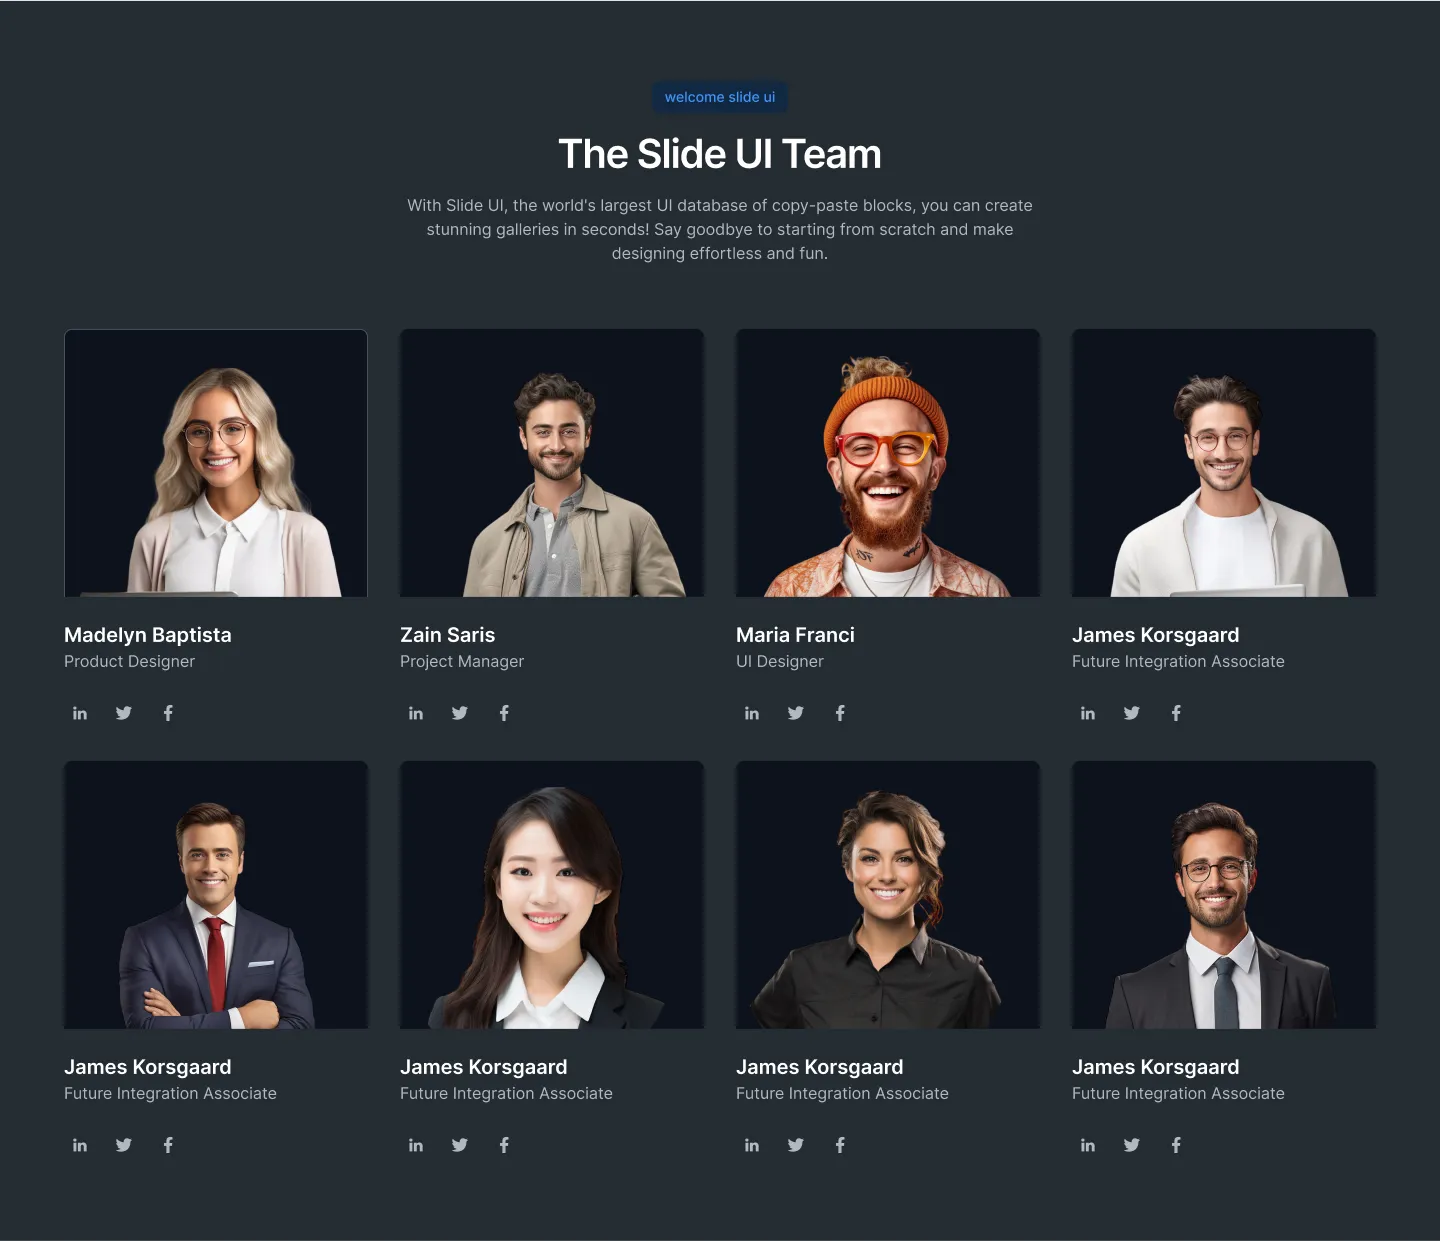 welcome slide ui
The Slide UI Team
With Slide UI, the world's largest UI database of copy-paste blocks, you can create
stunning galleries in seconds! Say goodbye to starting from scratch and make
designing effortless and fun.
Madelyn Baptista
Product Designer
in
Zain Saris
Project Manager
in
Maria Franci
UI Designer
in
James Korsgaard
Future Integration Associate
in
James Korsgaard
Future Integration Associate
in
James Korsgaard
Future Integration Associate
in
James Korsgaard
Future Integration Associate
in
James Korsgaard
Future Integration Associate
in